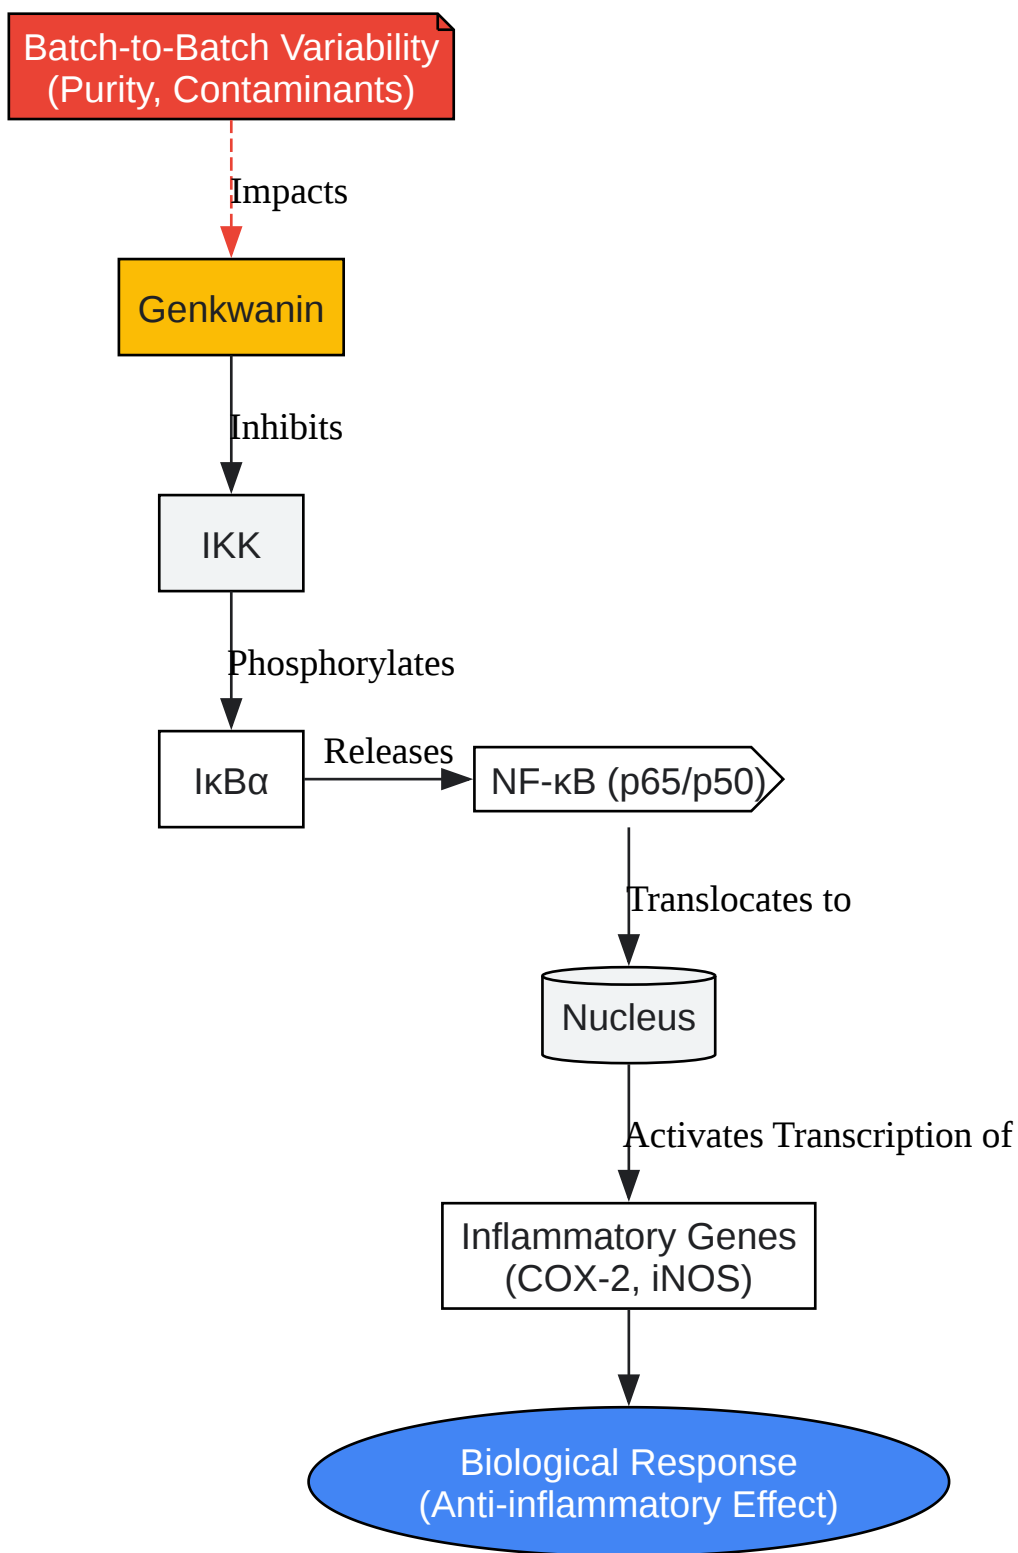 Batch-to-Batch Variability
(Purity, Contaminants)
Impacts
Genkwanin
Inhibits
IKK
Phosphorylates
IκBα
Releases
NF-κB (p65/p50)
Translocates to
Nucleus
Activates Transcription of
Inflammatory Genes
(COX-2, iNOS)
Biological Response
(Anti-inflammatory Effect)